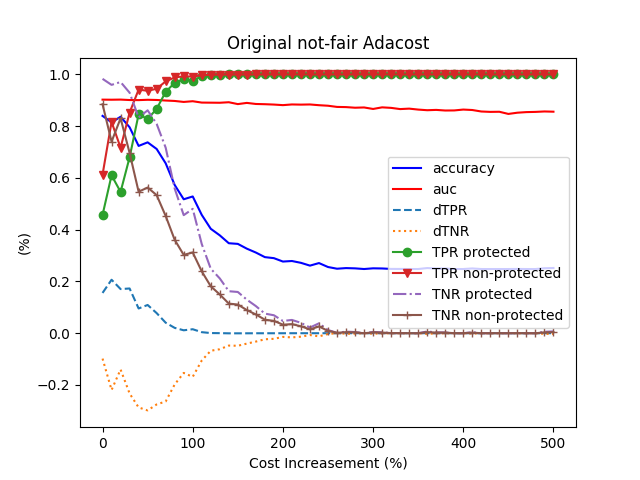 Original not-fair Adacost
1.0
0.8
0.6
0.4
0.2
0.0
−0.2
(%)
accuracy
auc
dTPR
dTNR
TPR protected
TPR non-protected
TNR protected
TNR non-protected
0 100 200 300 400 500
Cost Increasement (%)